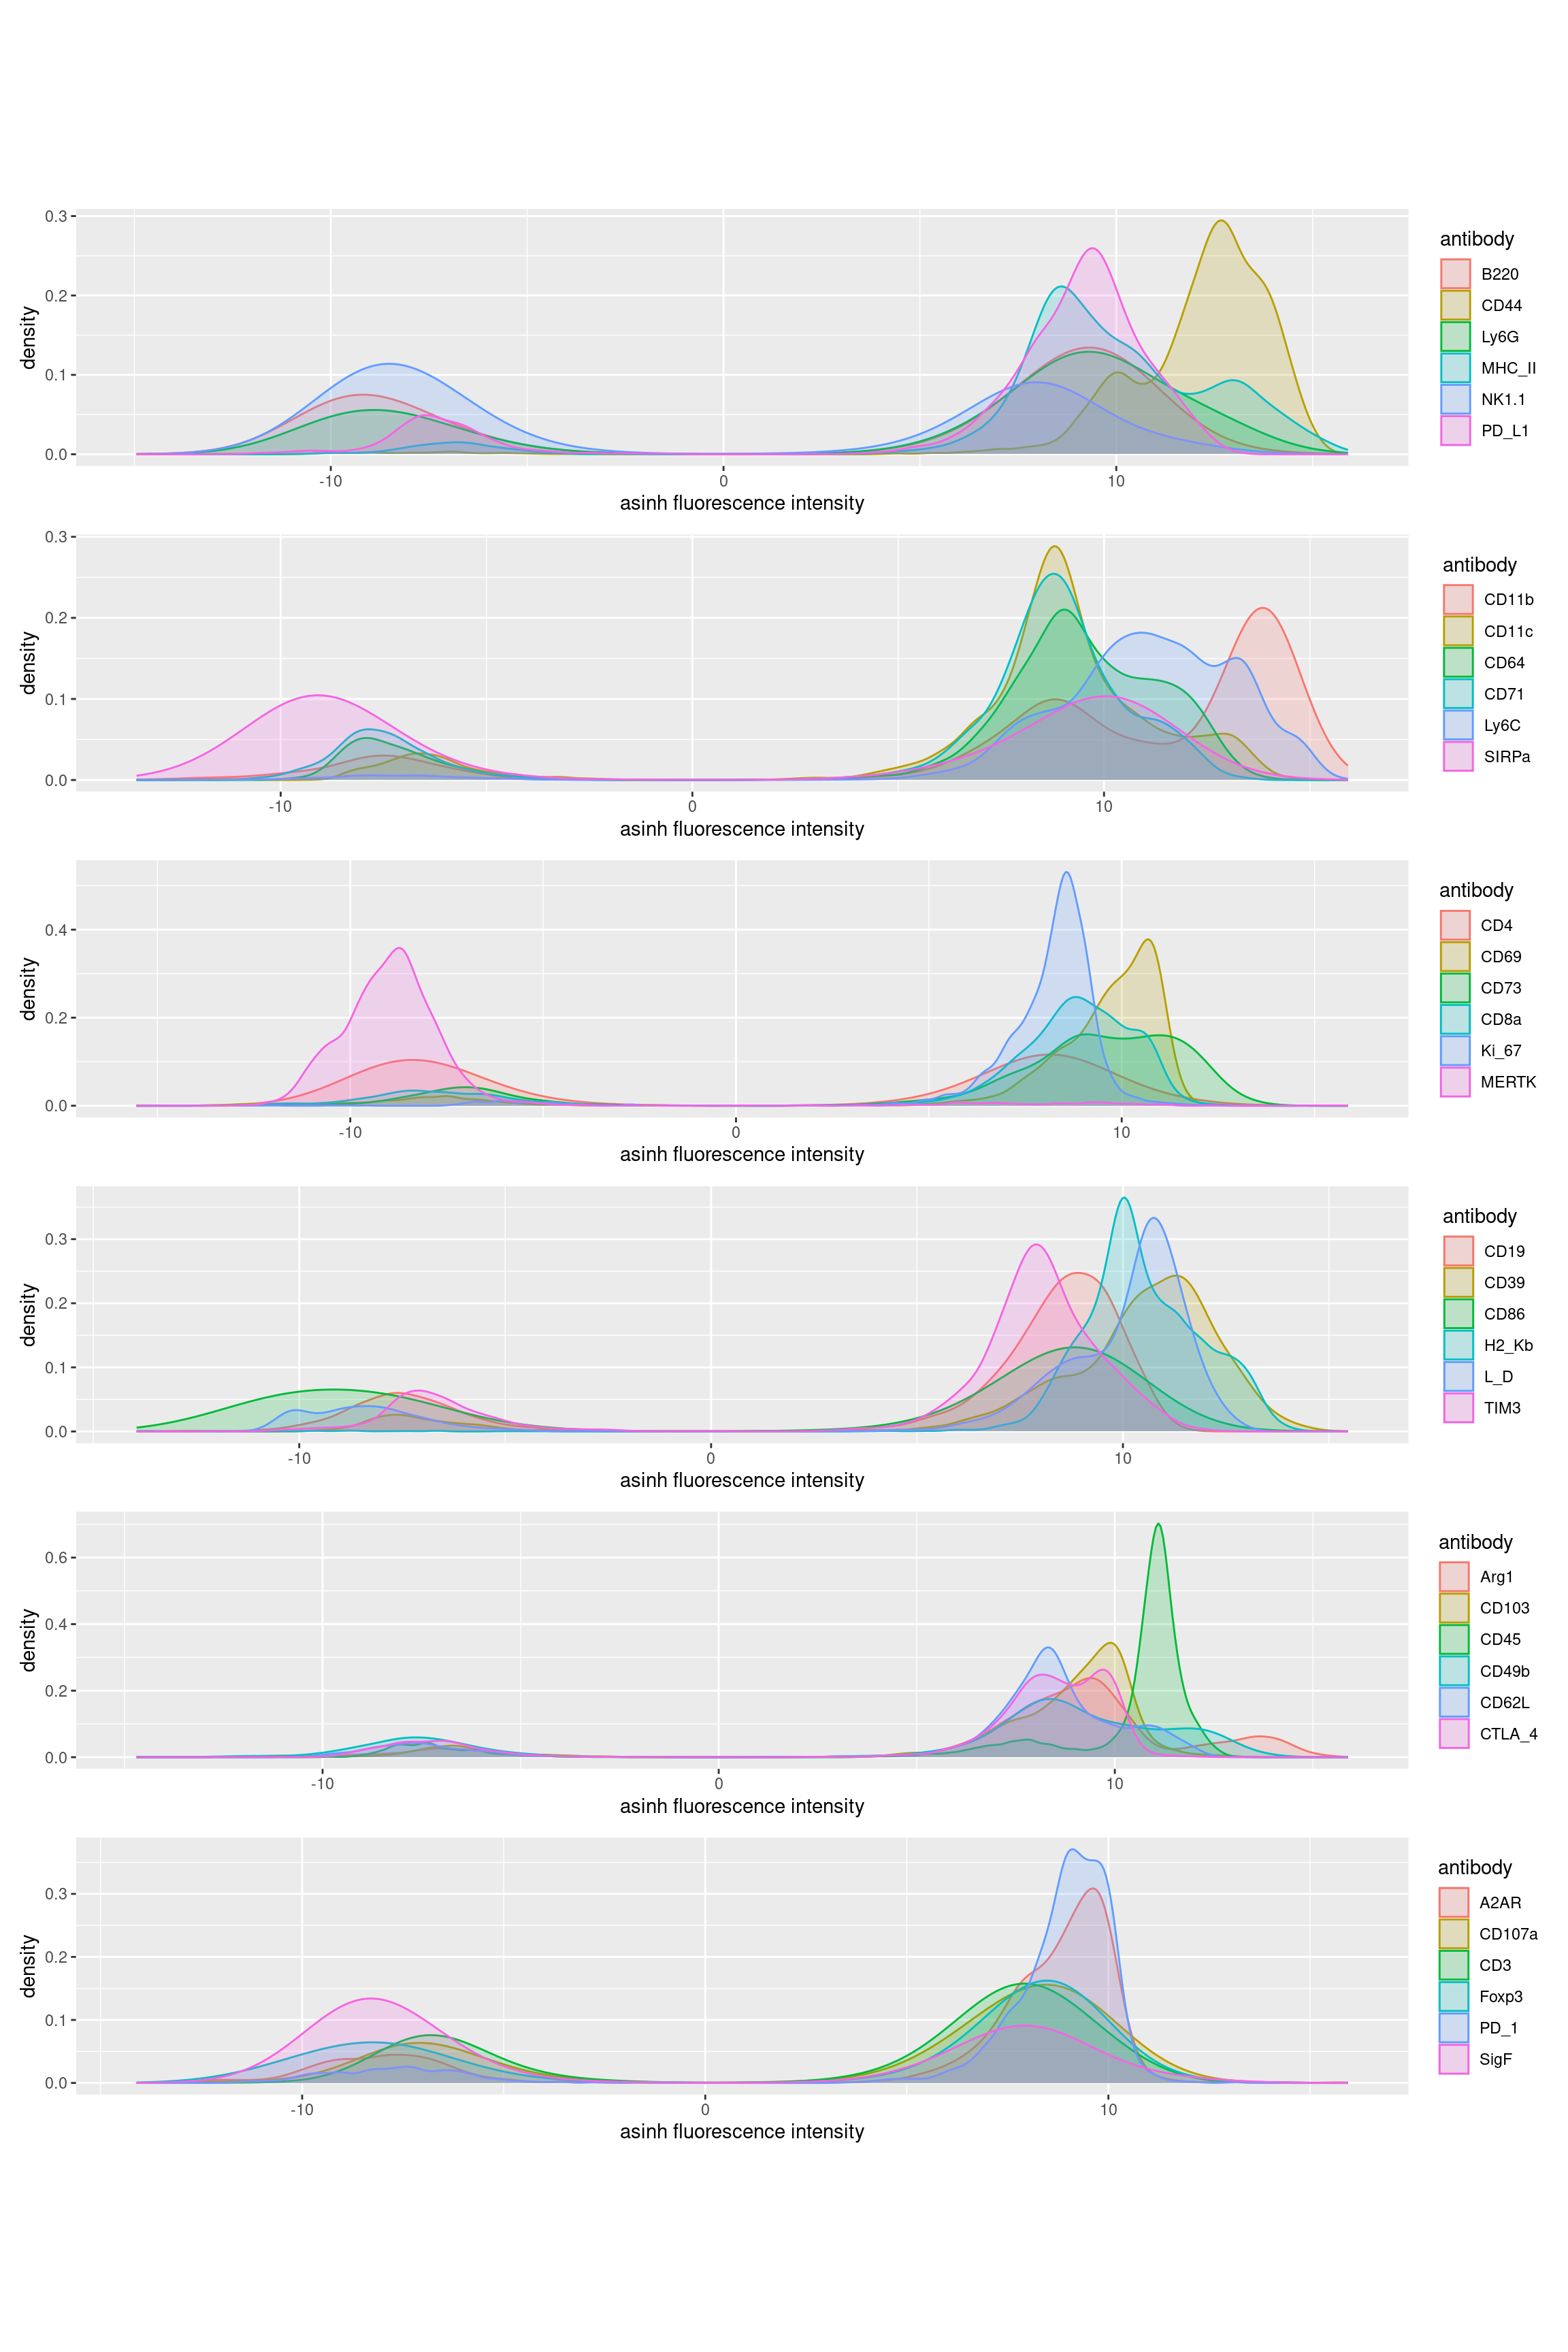 antibody
B220
CD44
Ly6G
MHC_II
NK1.1
PD_L1
density
0.3
0.2
0.1
0.0
-10 0 10
asinh fluorescence intensity
antibody
CD11b
CD11c
CD64
CD71
Ly6C
SIRPa
density
0.3
0.2
0.1
0.0
-10 0 10
asinh fluorescence intensity
antibody
CD4
CD69
CD73
CD8a
Ki_67
MERTK
density
0.4
0.2
0.0
-10 0 10
asinh fluorescence intensity
antibody
CD19
CD39
CD86
H2_Kb
L_D
TIM3
density
0.3
0.2
0.1
0.0
-10 0 10
asinh fluorescence intensity
antibody
Arg1
CD103
CD45
CD49b
CD62L
CTLA_4
density
0.6
0.4
0.2
0.0
-10 0 10
asinh fluorescence intensity
antibody
A2AR
CD107a
CD3
Foxp3
PD_1
SigF
density
0.3
0.2
0.1
0.0
-10 0 10
asinh fluorescence intensity